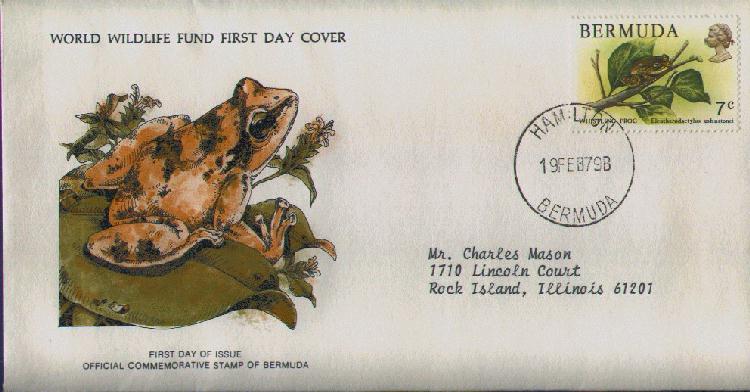 WORLD WILDLIFE FUND FIRST DAY COVER
BERMUDA
7c
WHISTLING FROG Eleutherodactylus johnstonei
HAMILTON
19FEB79B
BERMUDA
Mr. Charles Mason
1710 Lincoln Court
Rock Island, Illinois 61201
FIRST DAY OF ISSUE
OFFICIAL COMMEMORATIVE STAMP OF BERMUDA